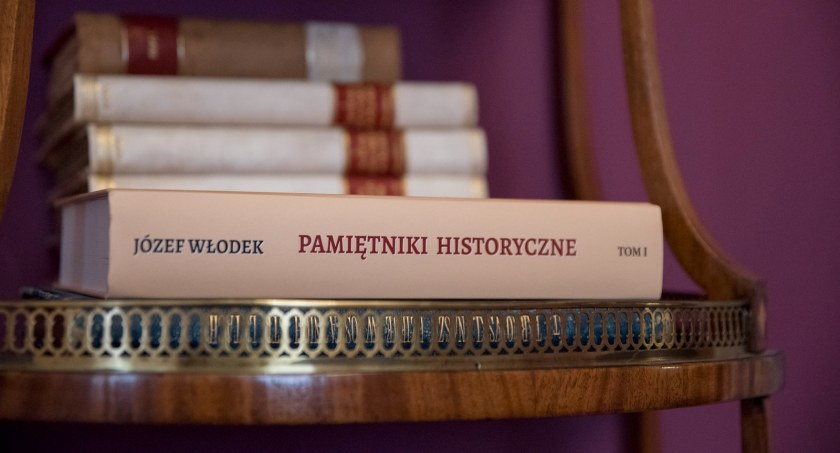 JÓZEF WŁODEK PAMIĘTNIKI HISTORYCZNE TOM I